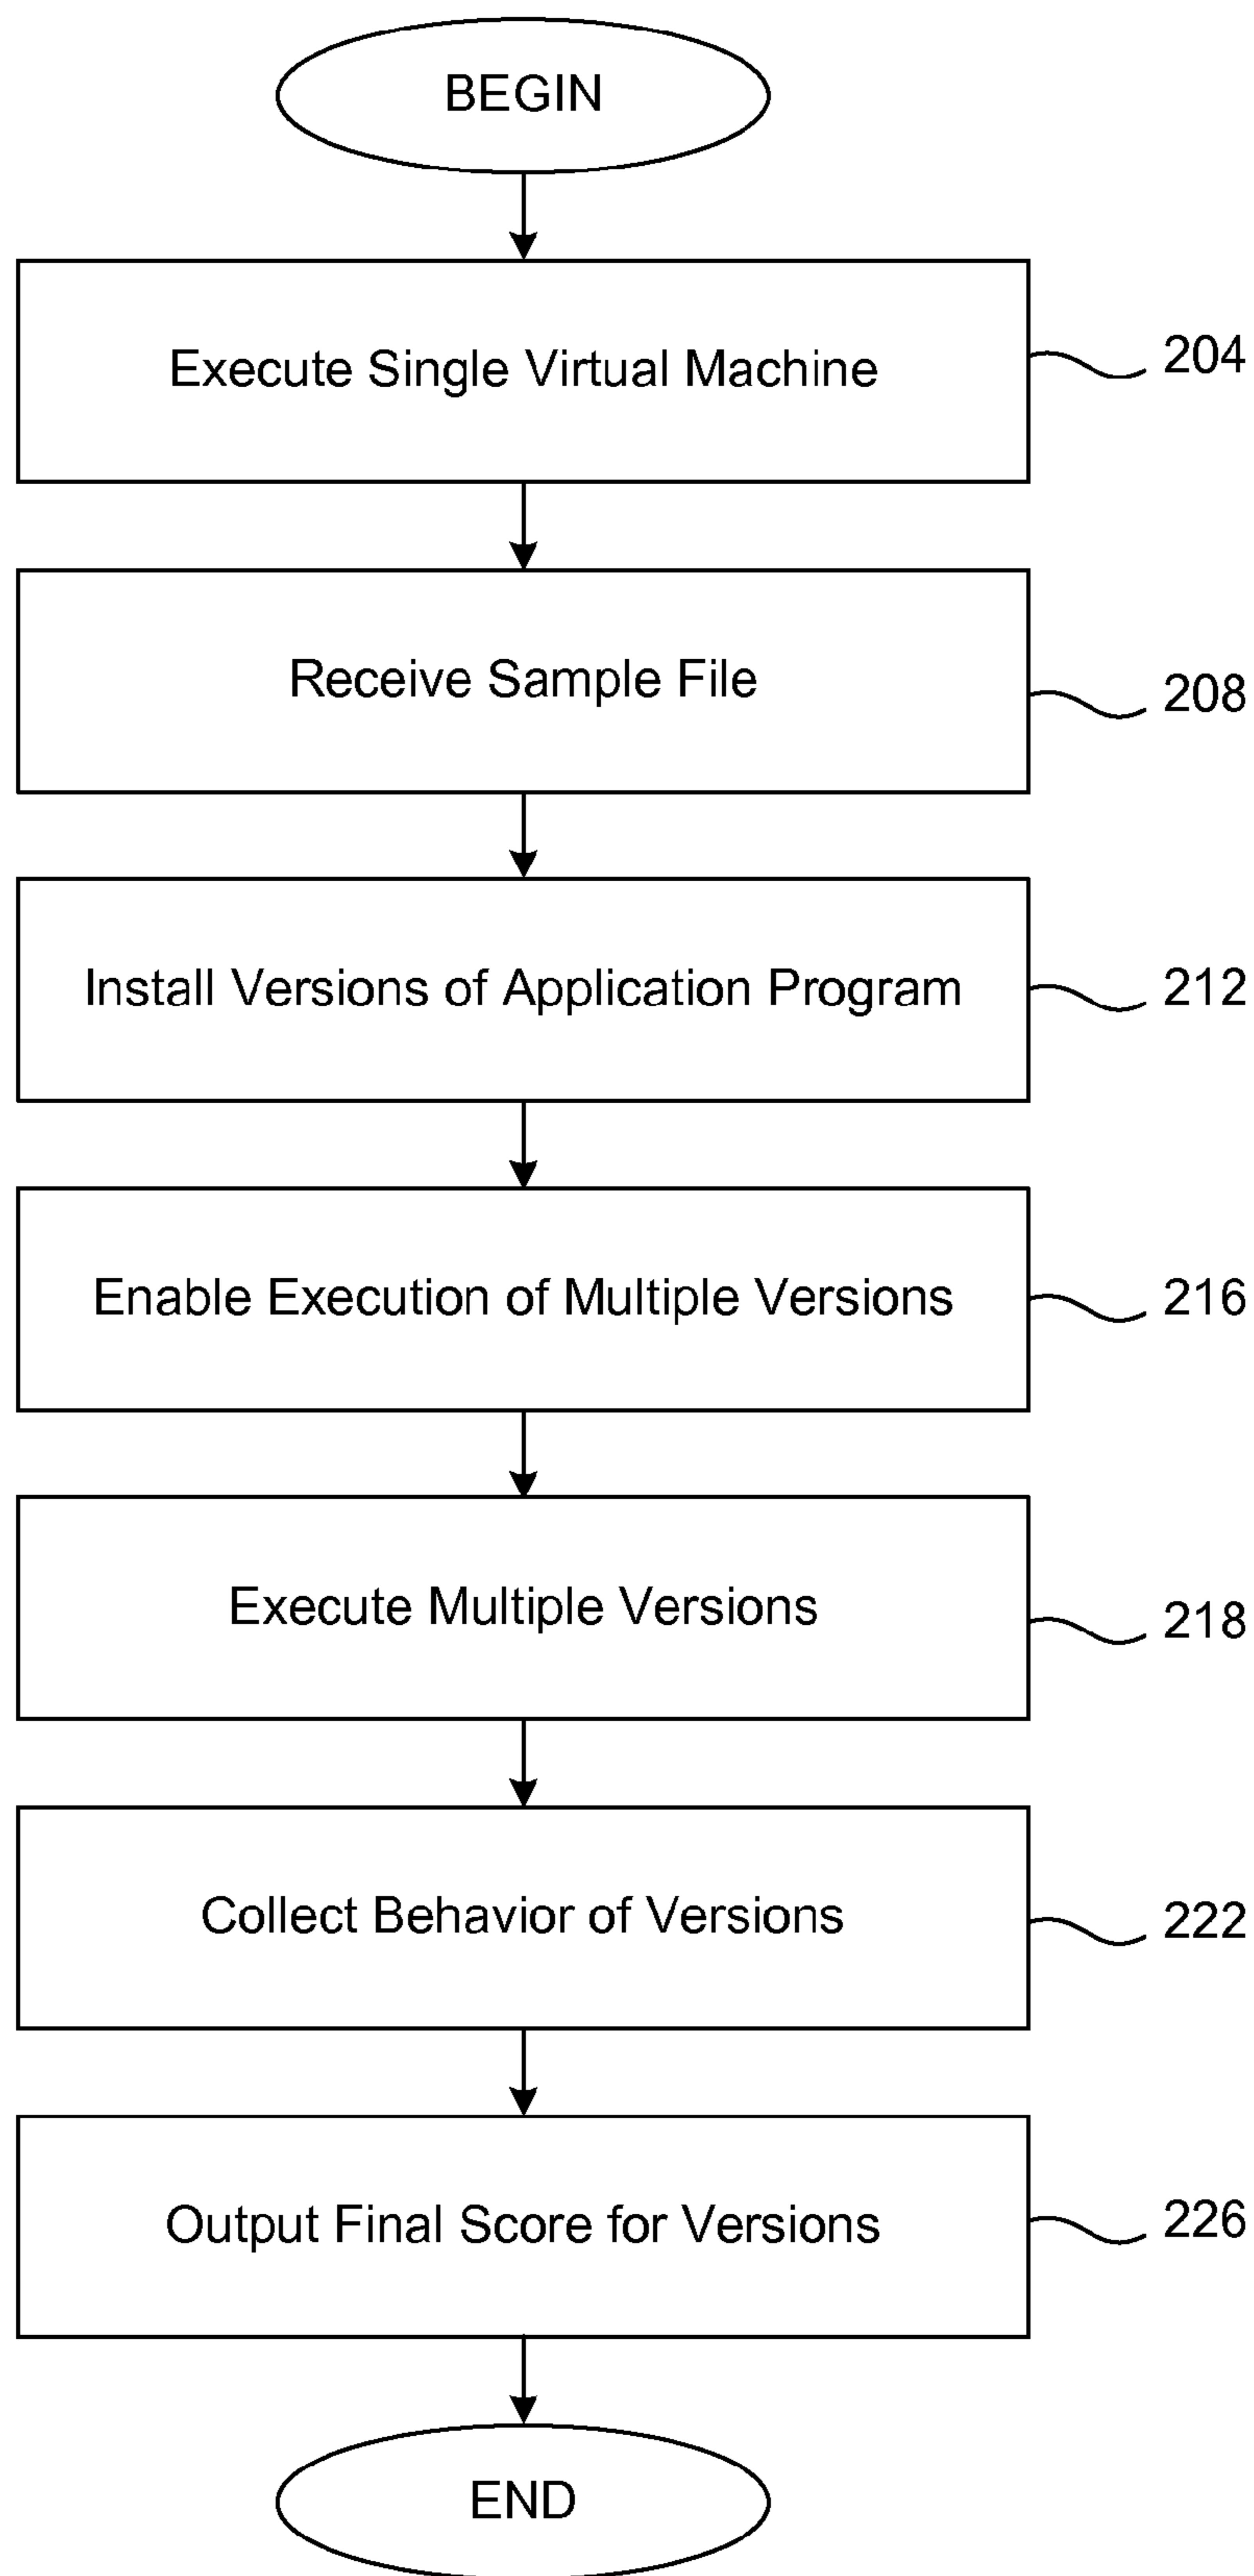 BEGIN
Execute Single Virtual Machine
204
Receive Sample File
208
Install Versions of Application Program
212
Enable Execution of Multiple Versions
216
Execute Multiple Versions
218
Collect Behavior of Versions
222
Output Final Score for Versions
226
END